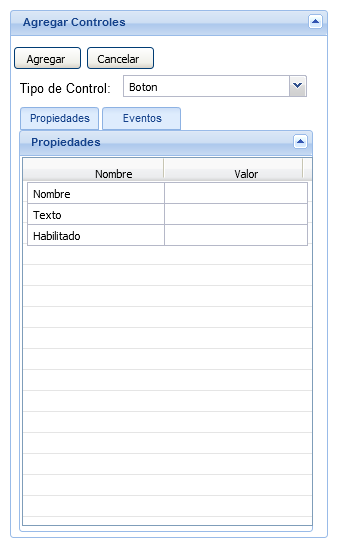 Agregar Controles
Agregar Cancelar
Tipo de Control: Boton
Propiedades Eventos
Propiedades
Nombre Valor
Nombre
Texto
Habilitado